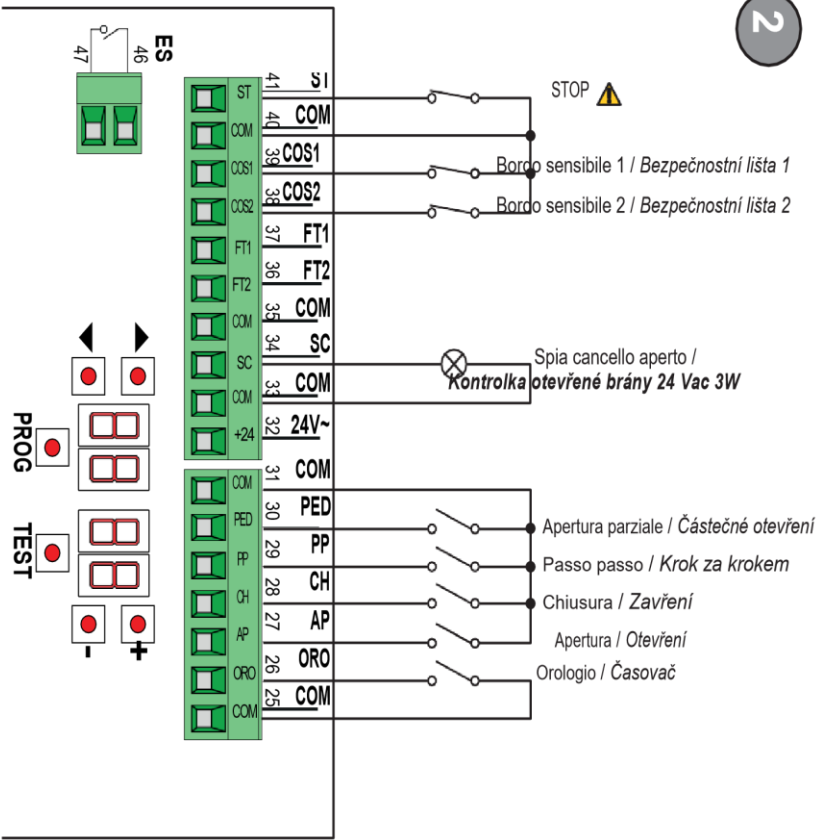 2
47 46
ES
ST 41 ST
COM 40 COM
COS1 39 COS1
COS2 38 COS2
FT1 37 FT1
FT2 36 FT2
COM 35 COM
SC 34 SC
COM 33 COM
+24 32 24V~
COM 31 COM
PED 30 PED
PP 29 PP
CH 28 CH
AP 27 AP
ORO 26 ORO
COM 25 COM
STOP
Bordo sensibile 1 / Bezpečnostní lišta 1
Bordo sensibile 2 / Bezpečnostní lišta 2
Spia cancello aperto /
Kontrolka otevřené brány 24 Vac 3W
Apertura parziale / Částečné otevření
Passo passo / Krok za krokem
Chiusura / Zavření
Apertura / Otevření
Orologio / Časovač
PROG
TEST
- +